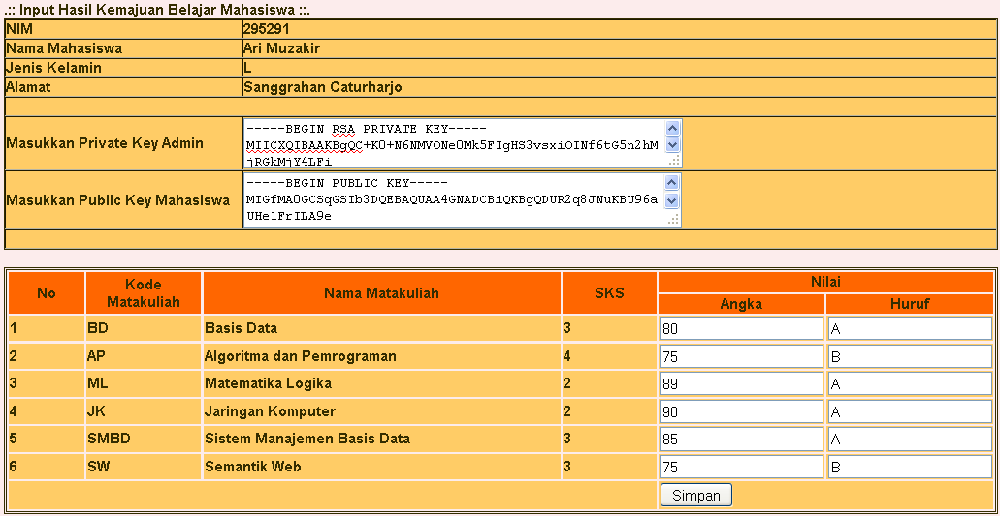 .:: Input Hasil Kemajuan Belajar Mahasiswa ::.
NIM 295291
Nama Mahasiswa Ari Muzakir
Jenis Kelamin L
Alamat Sanggrahan Caturharjo
Masukkan Private Key Admin
-----BEGIN RSA PRIVATE KEY-----
MIICXQIBAAKBgQC+KO+N6NMVONeOMk5FIgHS3vsxiOINf6tG5n2hM
jRGkMjY4LFi
Masukkan Public Key Mahasiswa
-----BEGIN PUBLIC KEY-----
MIGfMA0GCSqGSIb3DQEBAQUAA4GNADCBiQKBgQDUR2q8JNuKBU96a
UHe1FrILA9e
No Kode Matakuliah Nama Matakuliah SKS Nilai
Angka Huruf
1 BD Basis Data 3 80 A
2 AP Algoritma dan Pemrograman 4 75 B
3 ML Matematika Logika 2 89 A
4 JK Jaringan Komputer 2 90 A
5 SMBD Sistem Manajemen Basis Data 3 85 A
6 SW Semantik Web 3 75 B
Simpan